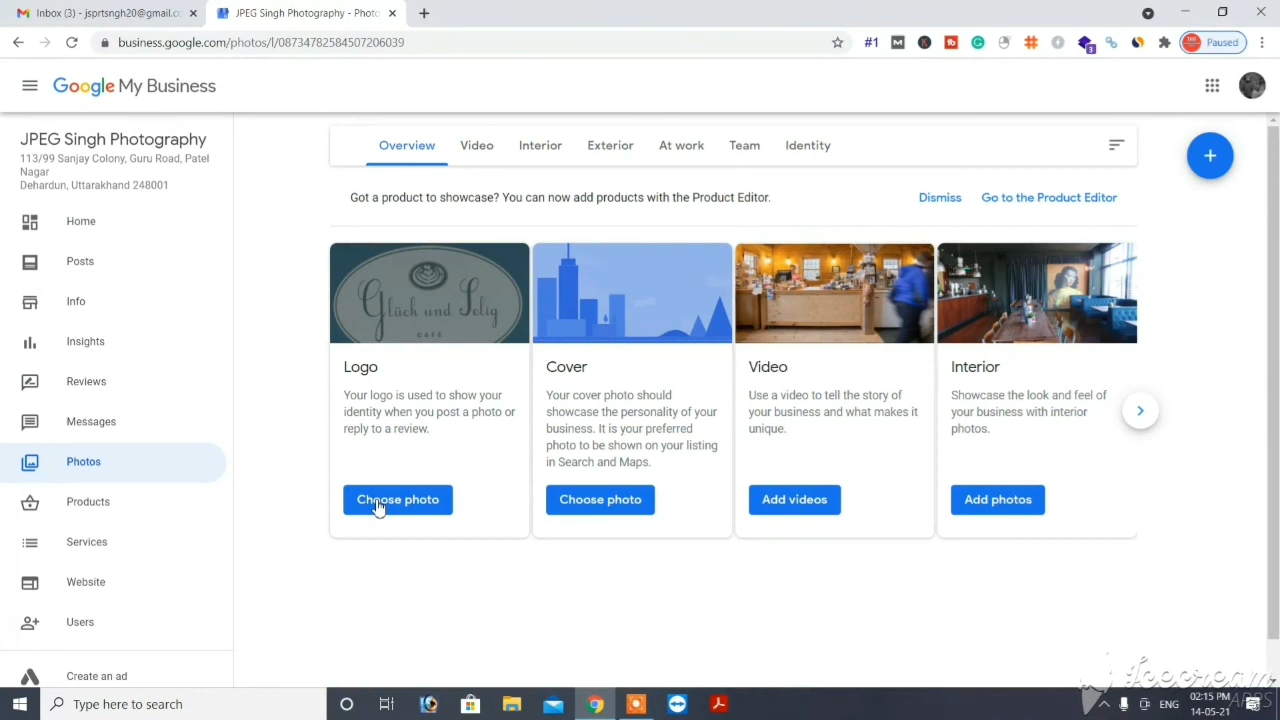 Inbox (3) - jsprtsngh20@gmail.c
JPEG Singh Photography - Photo
business.google.com/photos/l/08734782584507206039
#1
3
Paused
Google My Business
JPEG Singh Photography
113/99 Sanjay Colony, Guru Road, Patel
Nagar
Dehardun, Uttarakhand 248001
Home
Posts
Info
Insights
Reviews
Messages
Photos
Products
Services
Website
Users
Create an ad
Overview
Video
Interior
Exterior
At work
Team
Identity
Got a product to showcase? You can now add products with the Product Editor.
Dismiss
Go to the Product Editor
Glück und Selig
CAFE
Logo
Your logo is used to show your
identity when you post a photo or
reply to a review.
Choose photo
Cover
Your cover photo should
showcase the personality of your
business. It is your preferred
photo to be shown on your listing
in Search and Maps.
Choose photo
Video
Use a video to tell the story of
your business and what makes it
unique.
Add videos
Interior
Showcase the look and feel of
your business with interior
photos.
Add photos
Icecream
APPS
Type here to search
ENG
02:15 PM
14-05-21